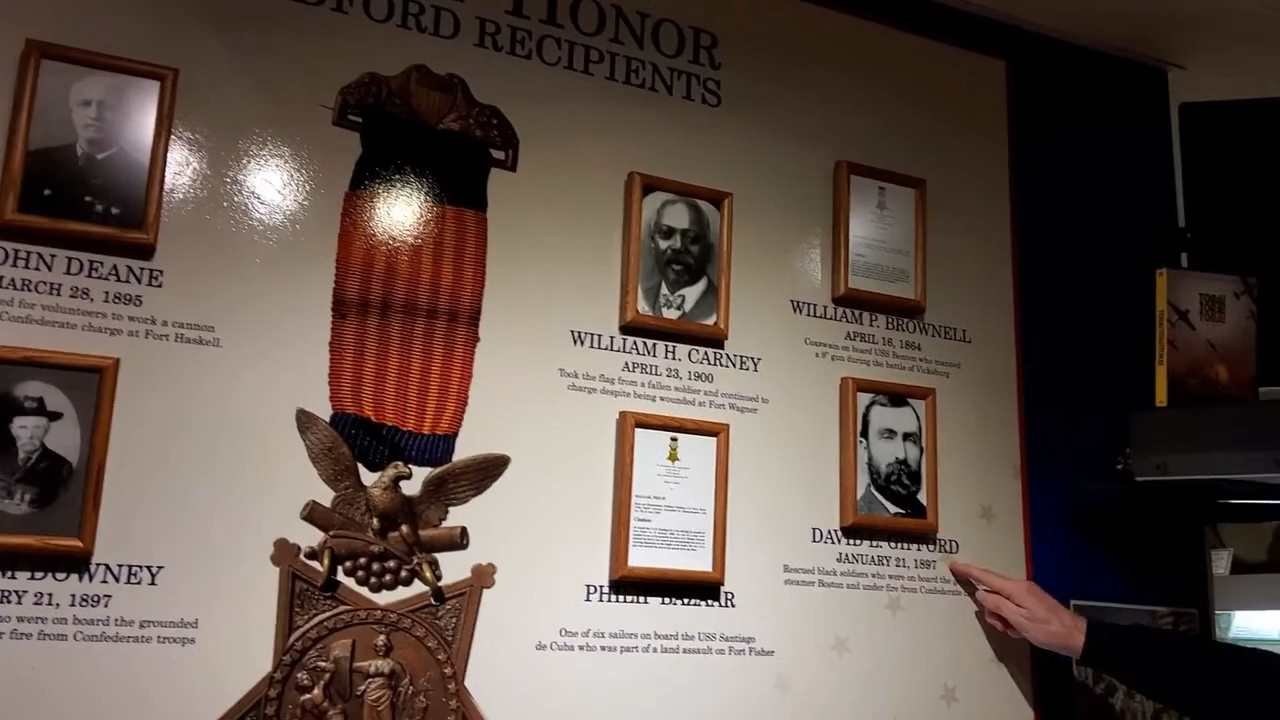 HONOR
DFORD RECIPIENTS
OHN DEANE
MARCH 28, 1895
ed for volunteers to work a cannon
Confederate charge at Fort Haskell.
M DOWNEY
RY 21, 1897
ho were on board the grounded
r fire from Confederate troops
WILLIAM H. CARNEY
APRIL 23, 1900
Took the flag from a fallen soldier and continued to
charge despite being wounded at Fort Wagner
PHILIP BAZAAR
One of six sailors on board the USS Santiago
de Cuba who was part of a land assault on Fort Fisher
WILLIAM P. BROWNELL
APRIL 16, 1864
Coxswain on board USS Benton who manned
a 9" gun during the battle of Vicksburg
DAVID L. GIFFORD
JANUARY 21, 1897
Rescued black soldiers who were on board the
steamer Boston and under fire from Confederate
TORA!
TORA!
TORA!